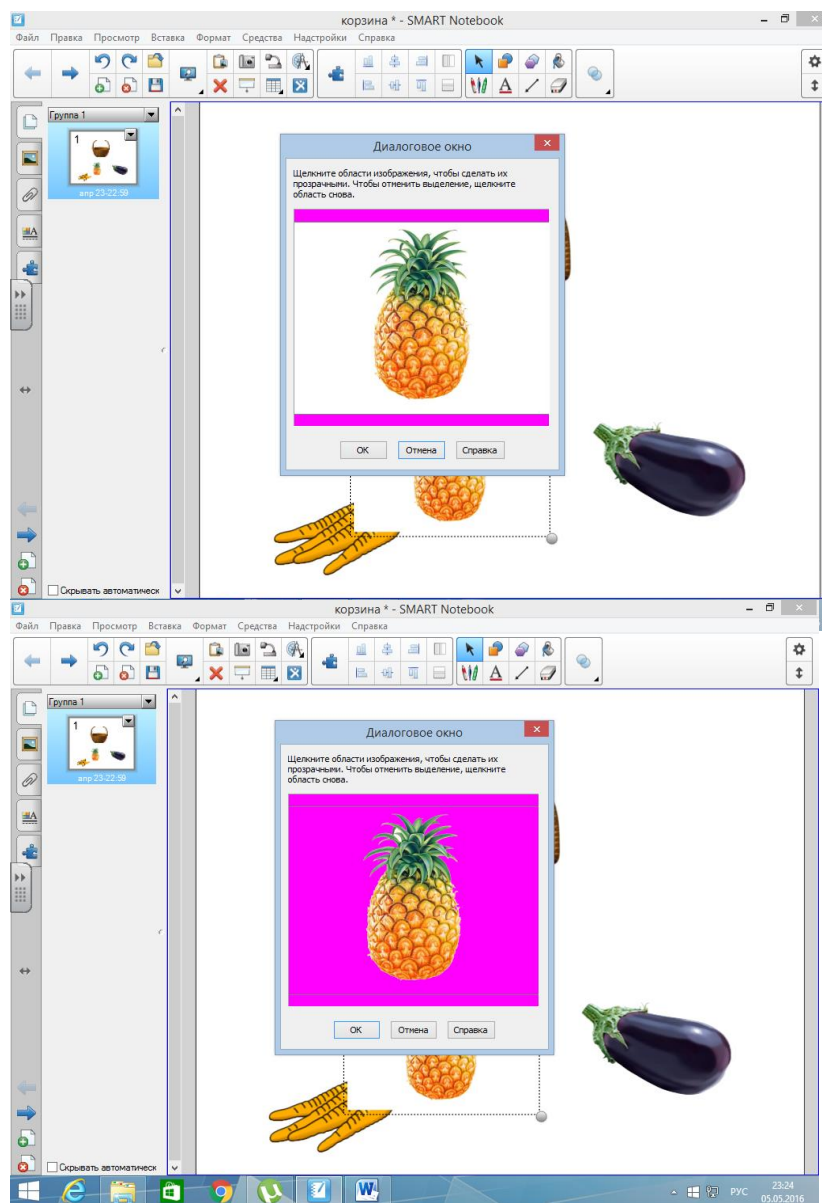 корзина * - SMART Notebook
Файл Правка Просмотр Вставка Формат Средства Надстройки Справка
Группа 1
1
апр 23-22:59
Диалоговое окно
Щелкните области изображения, чтобы сделать их
прозрачными. Чтобы отменить выделение, щелкните
область снова.
ОК Отмена Справка
Скрывать автоматическ
корзина * - SMART Notebook
Файл Правка Просмотр Вставка Формат Средства Надстройки Справка
Группа 1
1
апр 23-22:59
Диалоговое окно
Щелкните области изображения, чтобы сделать их
прозрачными. Чтобы отменить выделение, щелкните
область снова.
ОК Отмена Справка
Скрывать автоматическ
РУС
23:24
05.05.2016